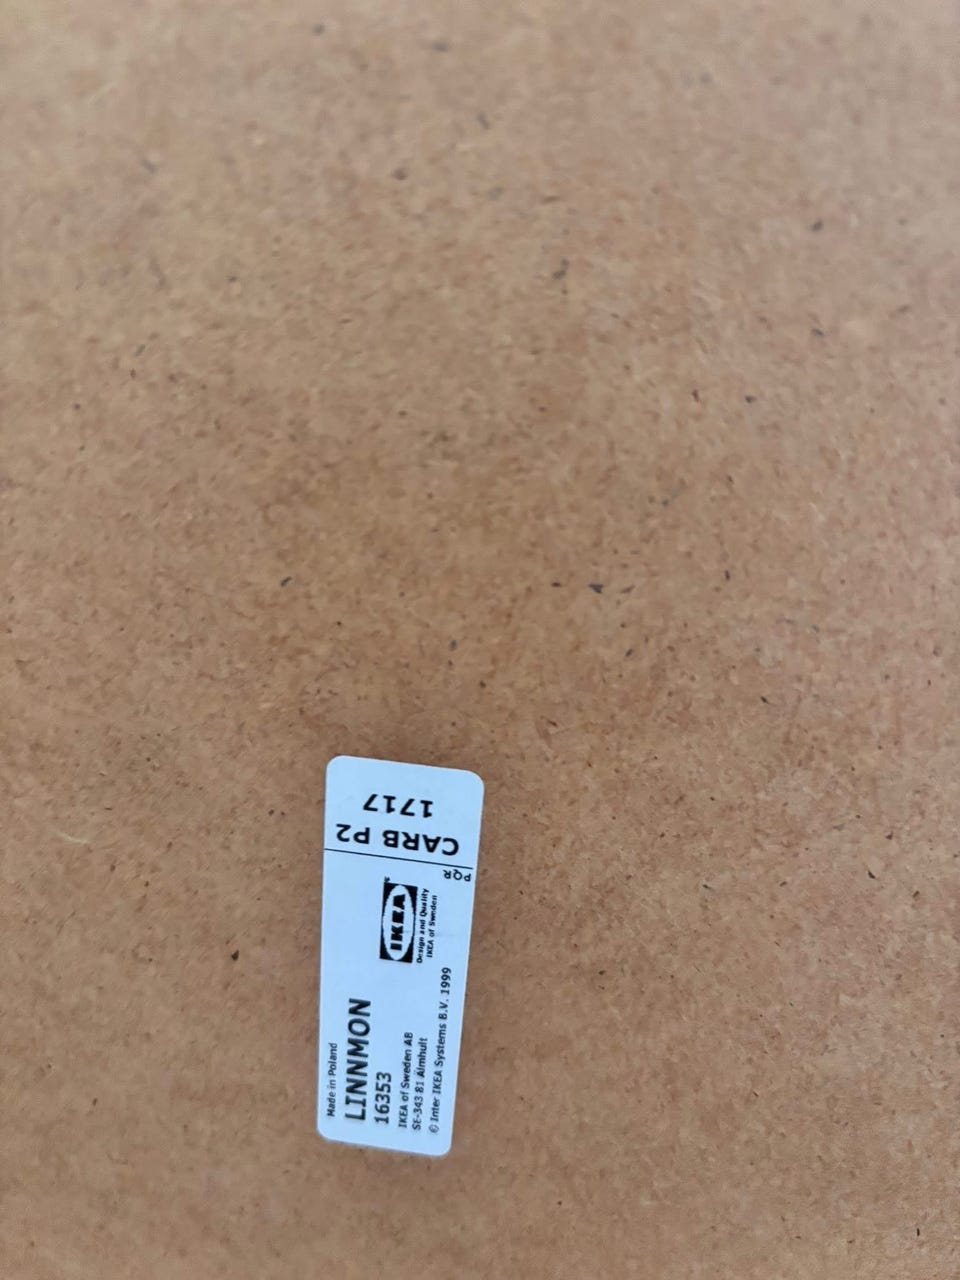 Made in Poland
LINNMON
16353
IKEA of Sweden AB
SE-343 81 Älmhult
© Inter IKEA Systems B.V. 1999
IKEA®
Design and Quality
IKEA of Sweden
PQR
CARB P2
1717